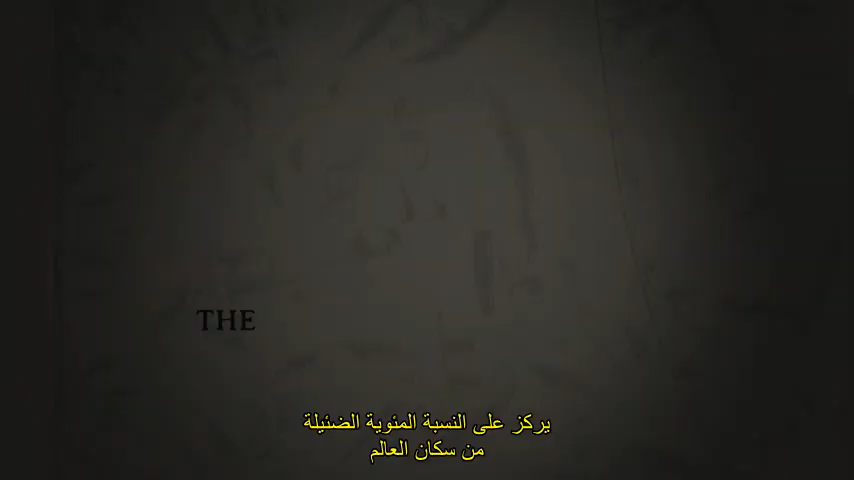 THE
يركز على النسبة المئوية الضئيلة
من سكان العالم